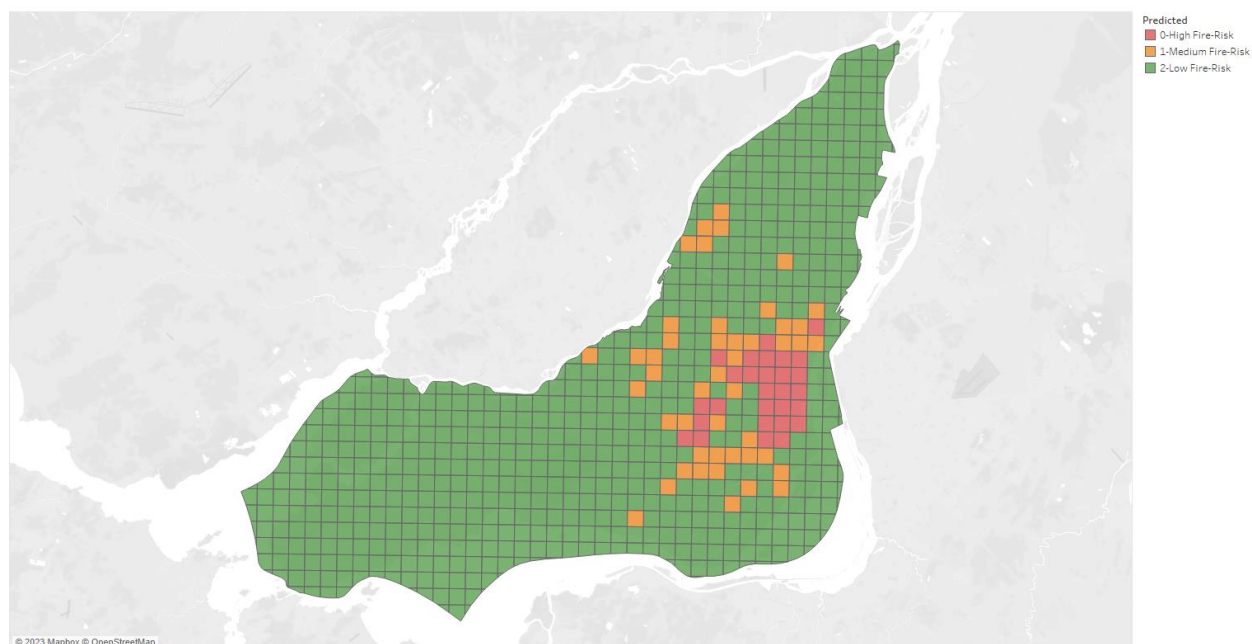 Predicted
0-High Fire-Risk
1-Medium Fire-Risk
2-Low Fire-Risk
© 2023 Mapbox © OpenStreetMap